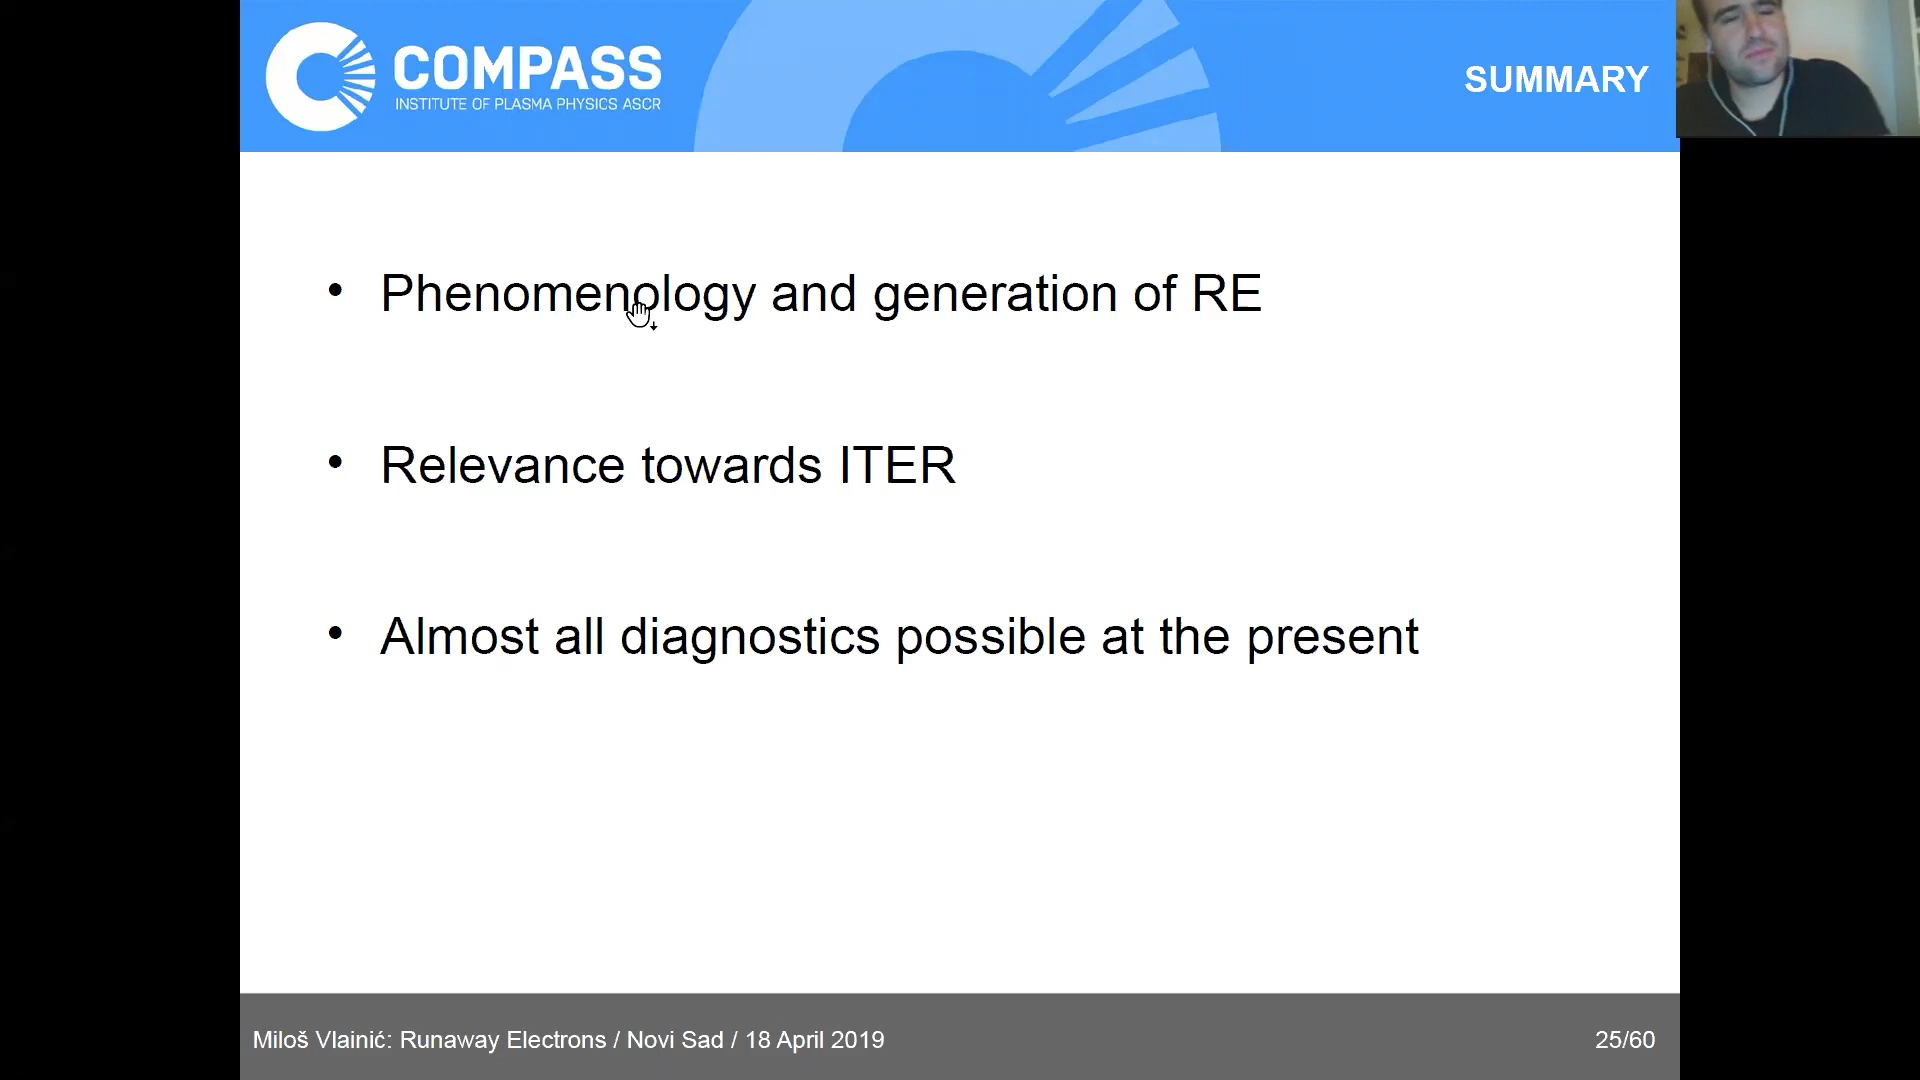 COMPASS
INSTITUTE OF PLASMA PHYSICS ASCR
SUMMARY
• Phenomenology and generation of RE
• Relevance towards ITER
• Almost all diagnostics possible at the present
Miloš Vlainić: Runaway Electrons / Novi Sad / 18 April 2019
25/60